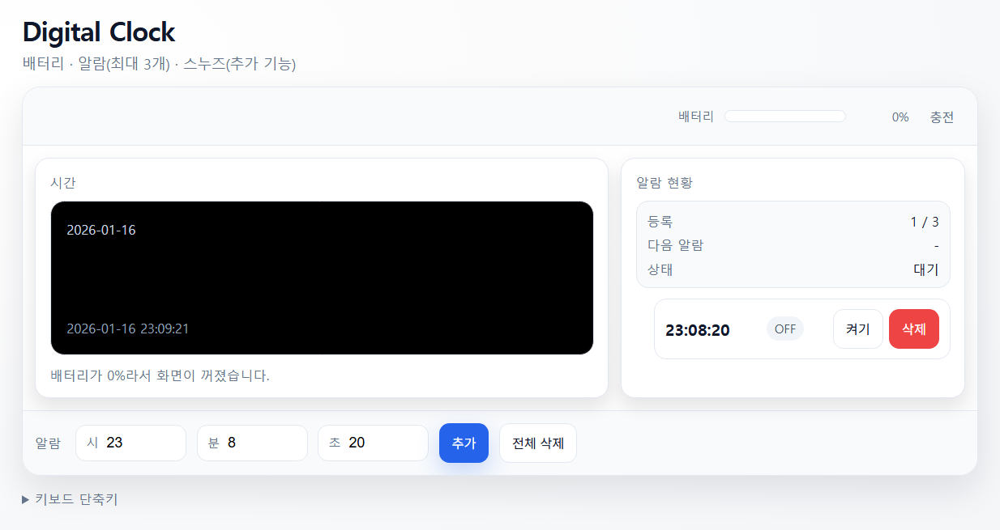 Digital Clock
배터리 · 알람(최대 3개) · 스누즈(추가 기능)
배터리 0% 충전
시간
2026-01-16
2026-01-16 23:09:21
배터리가 0%라서 화면이 꺼졌습니다.
알람 현황
등록 1 / 3
다음 알람 -
상태 대기
23:08:20 OFF 켜기 삭제
알람 시 23 분 8 초 20 추가 전체 삭제
▶ 키보드 단축키